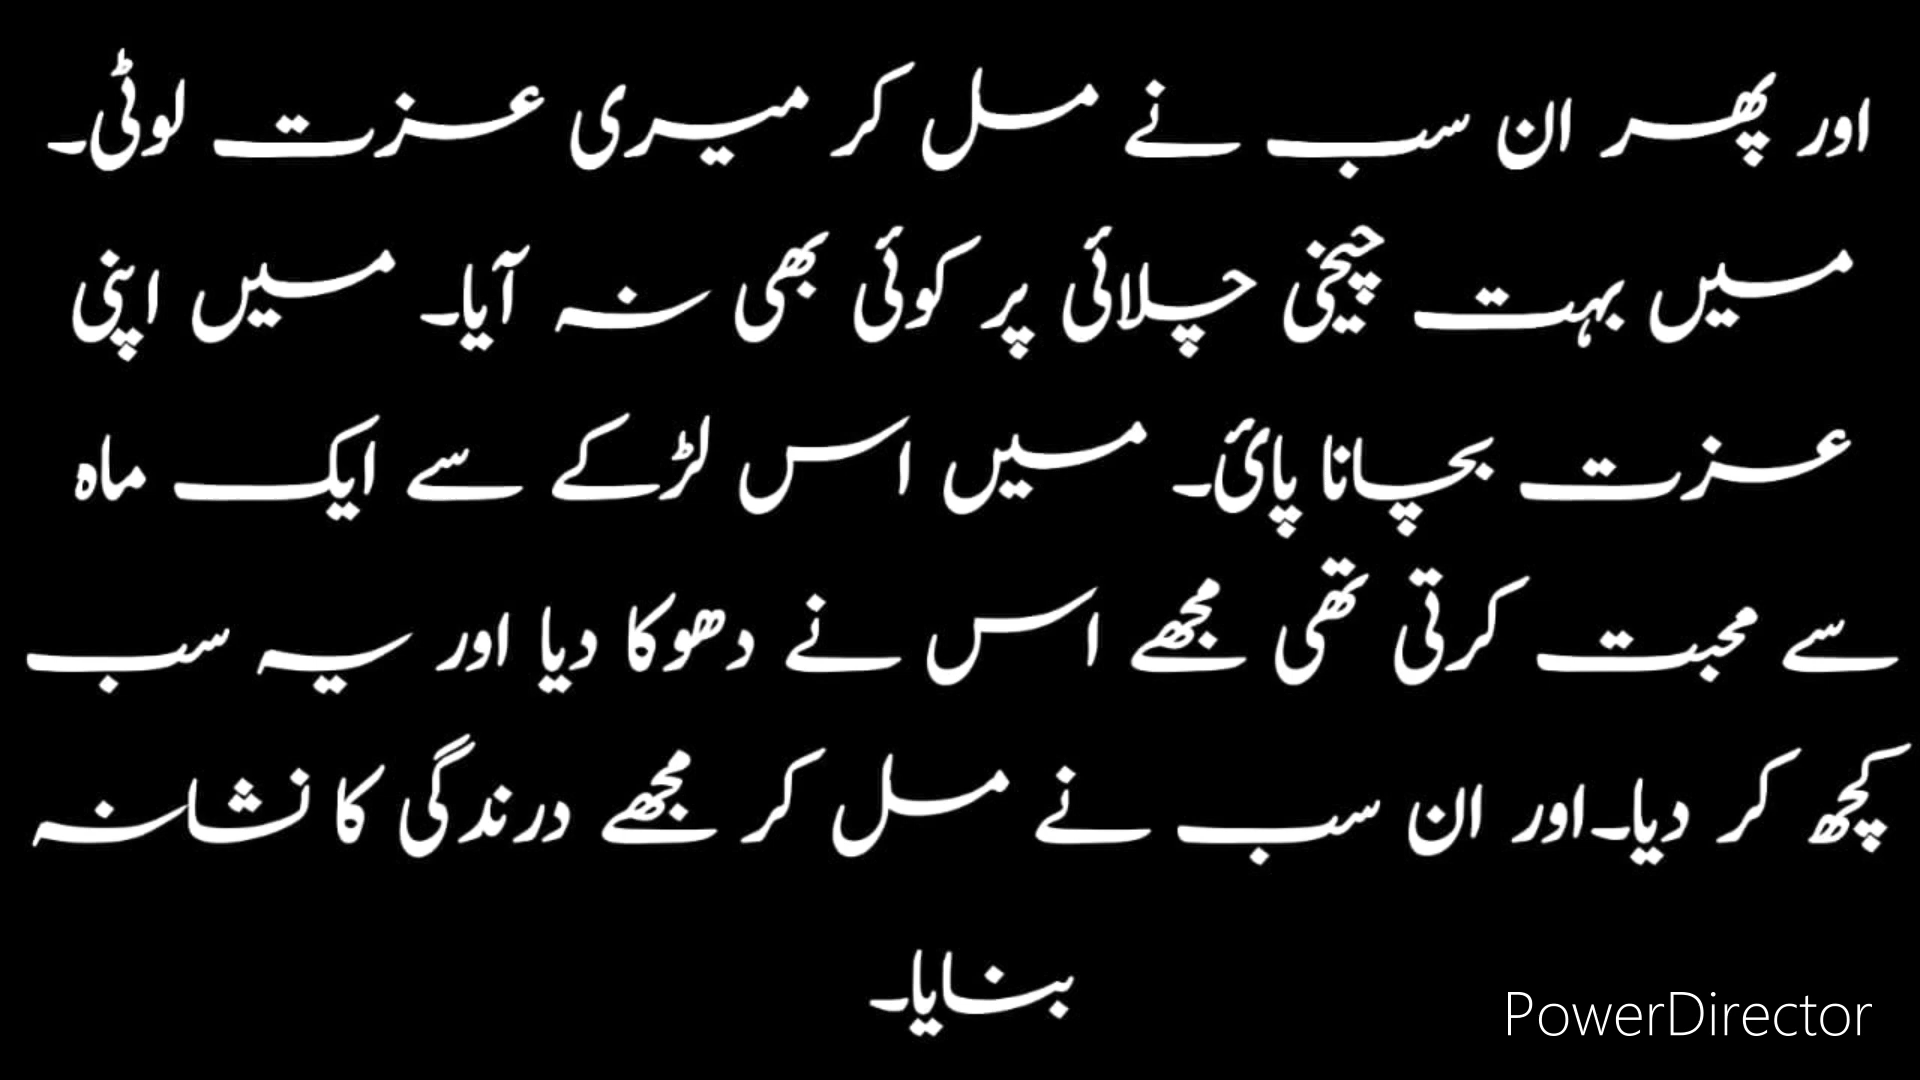 اور پھر ان سب نے مل کر میری عزت لوٹی۔
میں بہت چیخی چلائی پر کوئی بھی نہ آیا۔ میں اپنی
عزت بچانا پائ۔ میں اس لڑکے سے ایک ماہ
سے محبت کرتی تھی مجھے اس نے دھوکا دیا اور یہ سب
کچھ کر دیا۔اور ان سب نے مل کر مجھے درندگی کا نشانہ
بنایا۔
PowerDirector